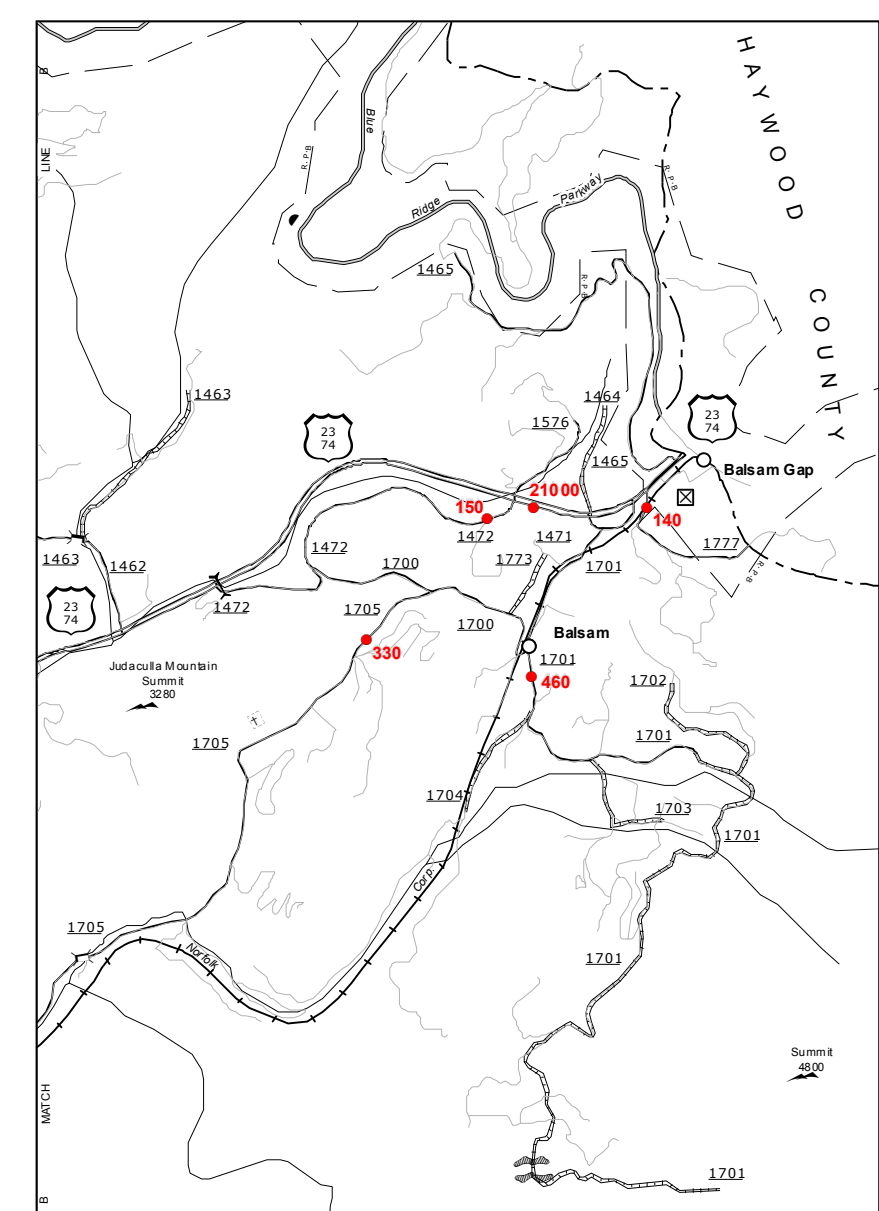 B
LINE
HAYWOOD
COUNTY
Blue
R.P-B
R.P-B
Parkway
Ridge
1465
R.P-B
1463
1464
23
74
23
74
1576
1465
Balsam Gap
21000
150
140
1472
1471
1463
1462
1472
1700
1773
1701
1777
R.P-B
1472
23
74
1705
1700
Balsam
330
1701
460
Judaculla Mountain
Summit
3280
1702
1705
1701
1704
1703
1701
Corp.
1705
Norfolk
1701
Summit
4800
MATCH
1701
B